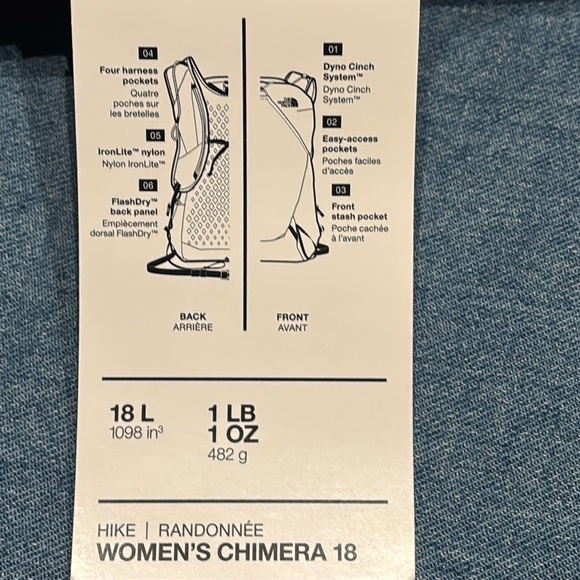 04
Four harness
pockets
Quatre
poches sur
les bretelles
05
IronLite™ nylon
Nylon IronLite™
06
FlashDry™
back panel
Empiècement
dorsal FlashDry™
01
Dyno Cinch
System™
Dyno Cinch
System™
02
Easy-access
pockets
Poches faciles
d'accès
03
Front
stash pocket
Poche cachée
à l'avant
BACK
ARRIÈRE
FRONT
AVANT
18 L
1098 in³
1 LB
1 OZ
482 g
HIKE | RANDONNÉE
WOMEN'S CHIMERA 18